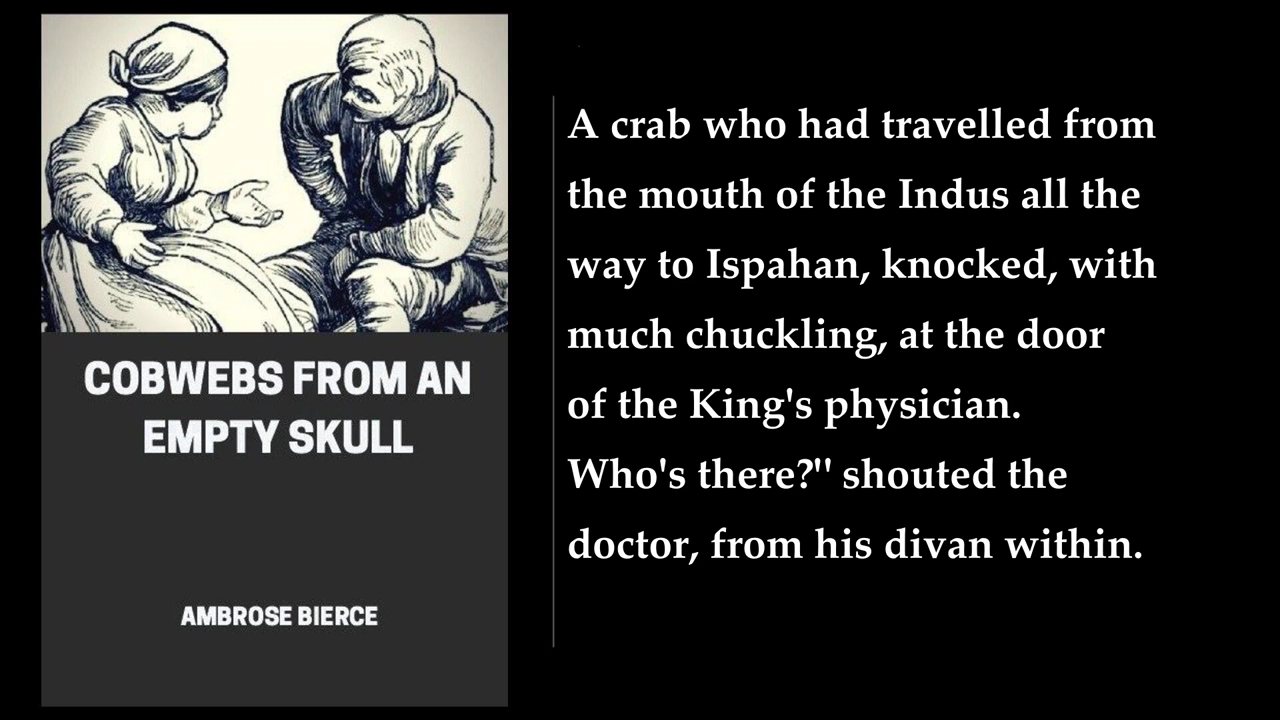 COBWEBS FROM AN
EMPTY SKULL
AMBROSE BIERCE
A crab who had travelled from
the mouth of the Indus all the
way to Ispahan, knocked, with
much chuckling, at the door
of the King's physician.
Who's there?" shouted the
doctor, from his divan within.